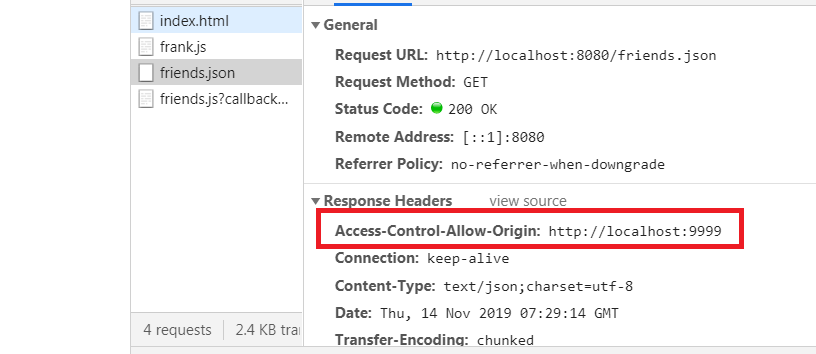 index.html
frank.js
friends.json
friends.js?callback...
4 requests
2.4 KB tra
General
Request URL: http://localhost:8080/friends.json
Request Method: GET
Status Code: 200 OK
Remote Address: [::1]:8080
Referrer Policy: no-referrer-when-downgrade
Response Headers view source
Access-Control-Allow-Origin: http://localhost:9999
Connection: keep-alive
Content-Type: text/json;charset=utf-8
Date: Thu, 14 Nov 2019 07:29:14 GMT
Transfer-Encoding: chunked